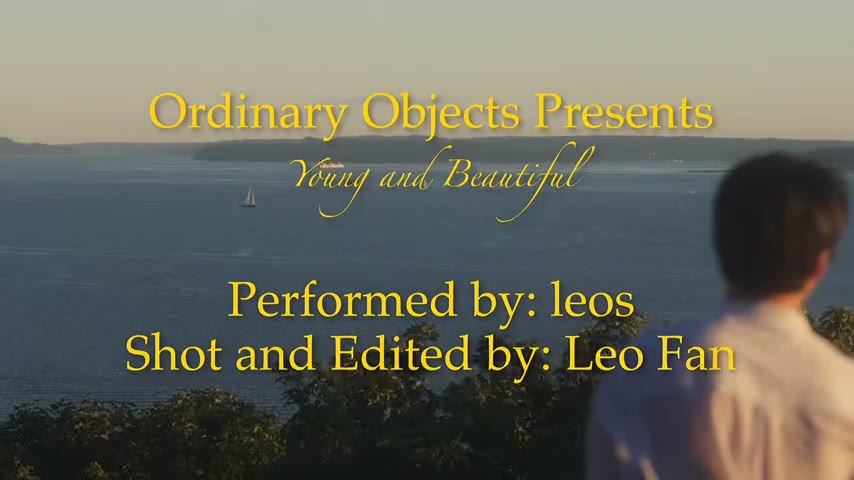 Ordinary Objects Presents
Young and Beautiful
Performed by: leos
Shot and Edited by: Leo Fan